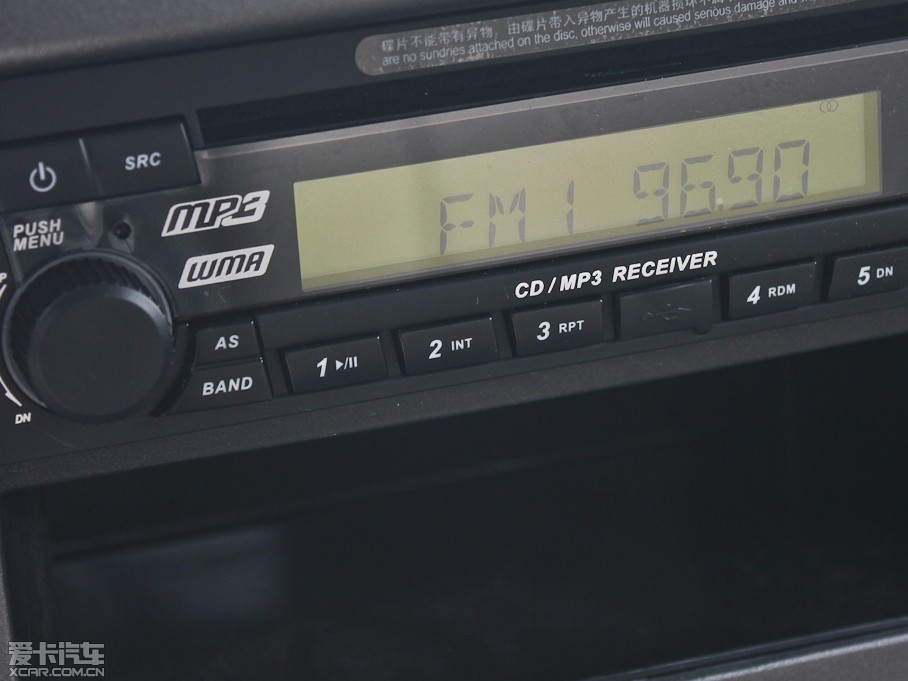 碟片不能带有异物，由碟片带入异物产生的机器损坏不
are no sundries attached on the disc, otherwise will caused serious damage and
SRC
PUSH
MENU
MP3
WMA
FM1 96.90
CD / MP3 RECEIVER
AS
BAND
1
2 INT
3 RPT
4 RDM
5 DN
DN
爱卡汽车
XCAR.COM.CN